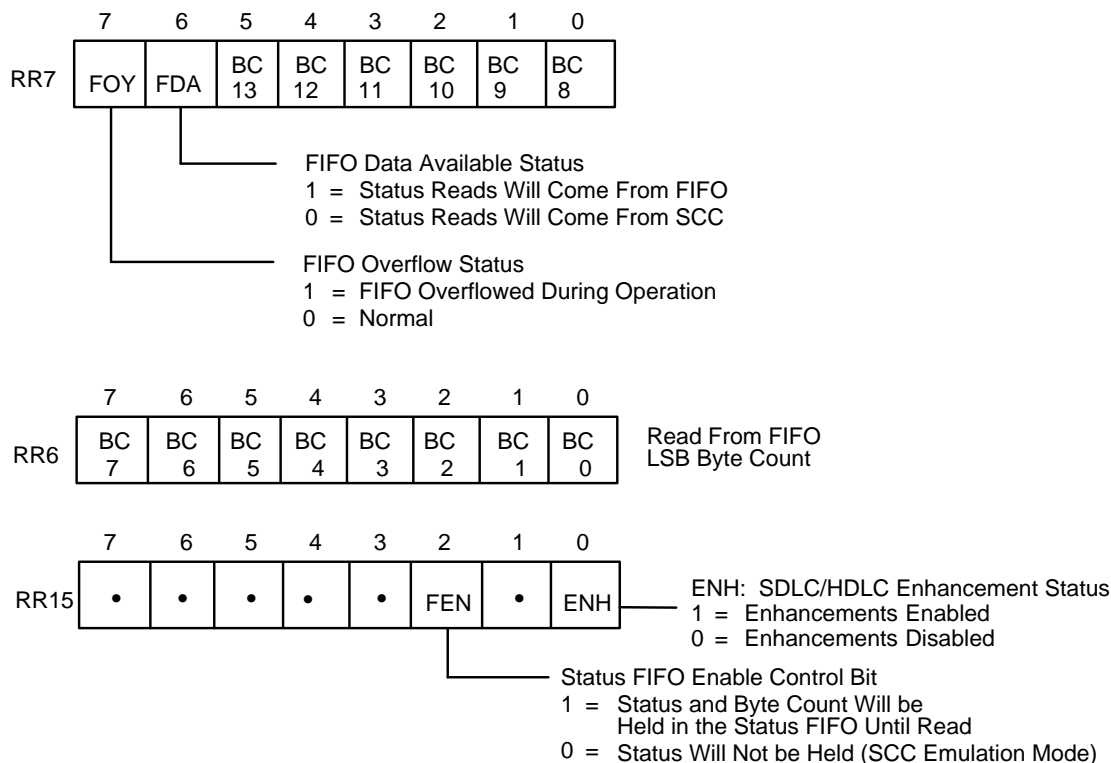 7 6 5 4 3 2 1 0
RR7 FOY FDA BC 13 BC 12 BC 11 BC 10 BC 9 BC 8
FIFO Data Available Status
1 = Status Reads Will Come From FIFO
0 = Status Reads Will Come From SCC
FIFO Overflow Status
1 = FIFO Overflowed During Operation
0 = Normal
7 6 5 4 3 2 1 0
RR6 BC 7 BC 6 BC 5 BC 4 BC 3 BC 2 BC 1 BC 0
Read From FIFO
LSB Byte Count
7 6 5 4 3 2 1 0
RR15 • • • • • FEN • ENH
ENH: SDLC/HDLC Enhancement Status
1 = Enhancements Enabled
0 = Enhancements Disabled
Status FIFO Enable Control Bit
1 = Status and Byte Count Will be
Held in the Status FIFO Until Read
0 = Status Will Not be Held (SCC Emulation Mode)